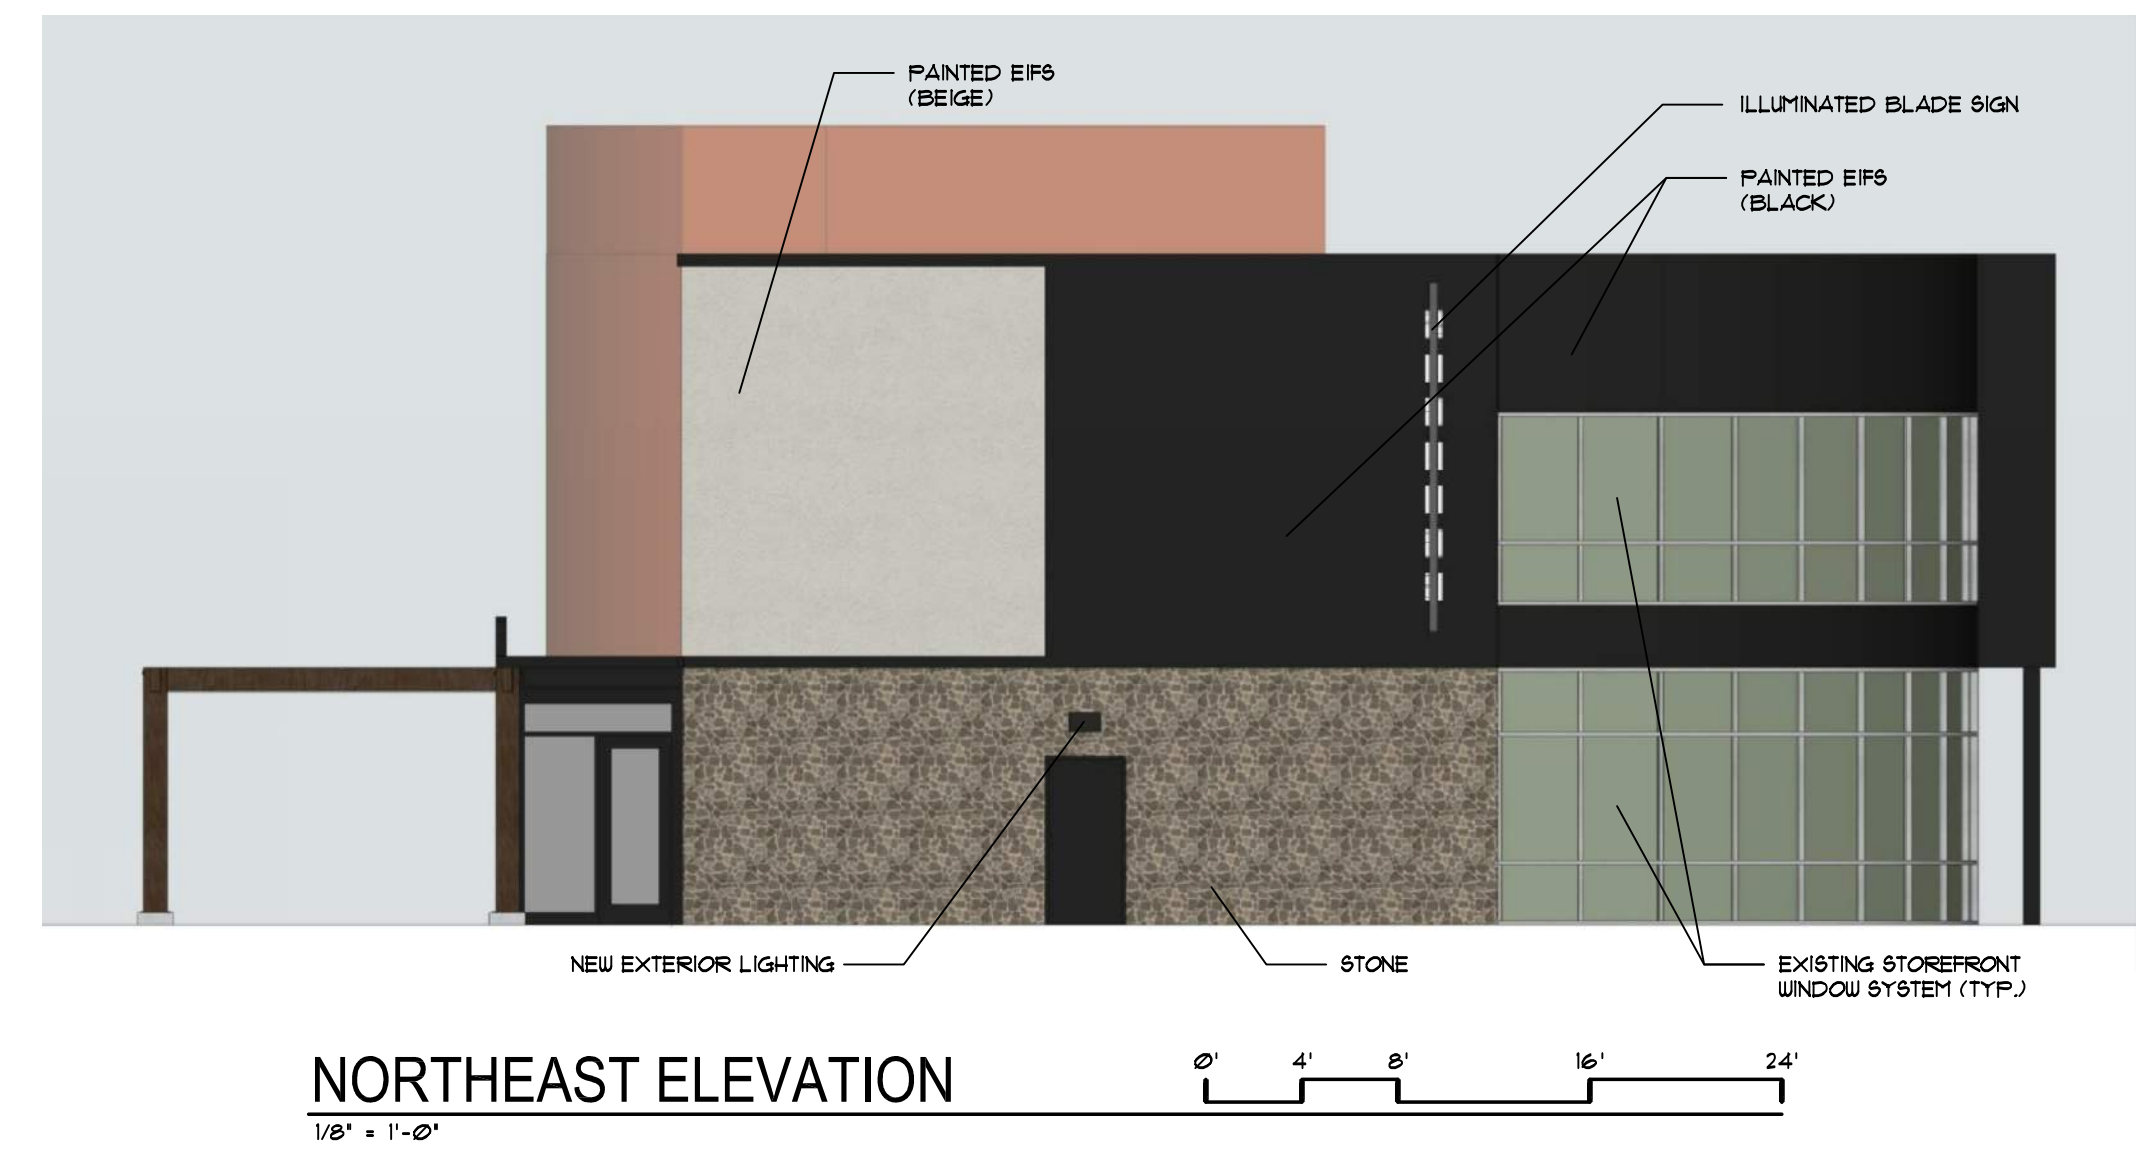 PAINTED EIFS
(BEIGE)
ILLUMINATED BLADE SIGN
PAINTED EIFS
(BLACK)
NEW EXTERIOR LIGHTING
STONE
EXISTING STOREFRONT
WINDOW SYSTEM (TYP.)
NORTHEAST ELEVATION
0' 4' 8' 16' 24'
1/8" = 1'-0"